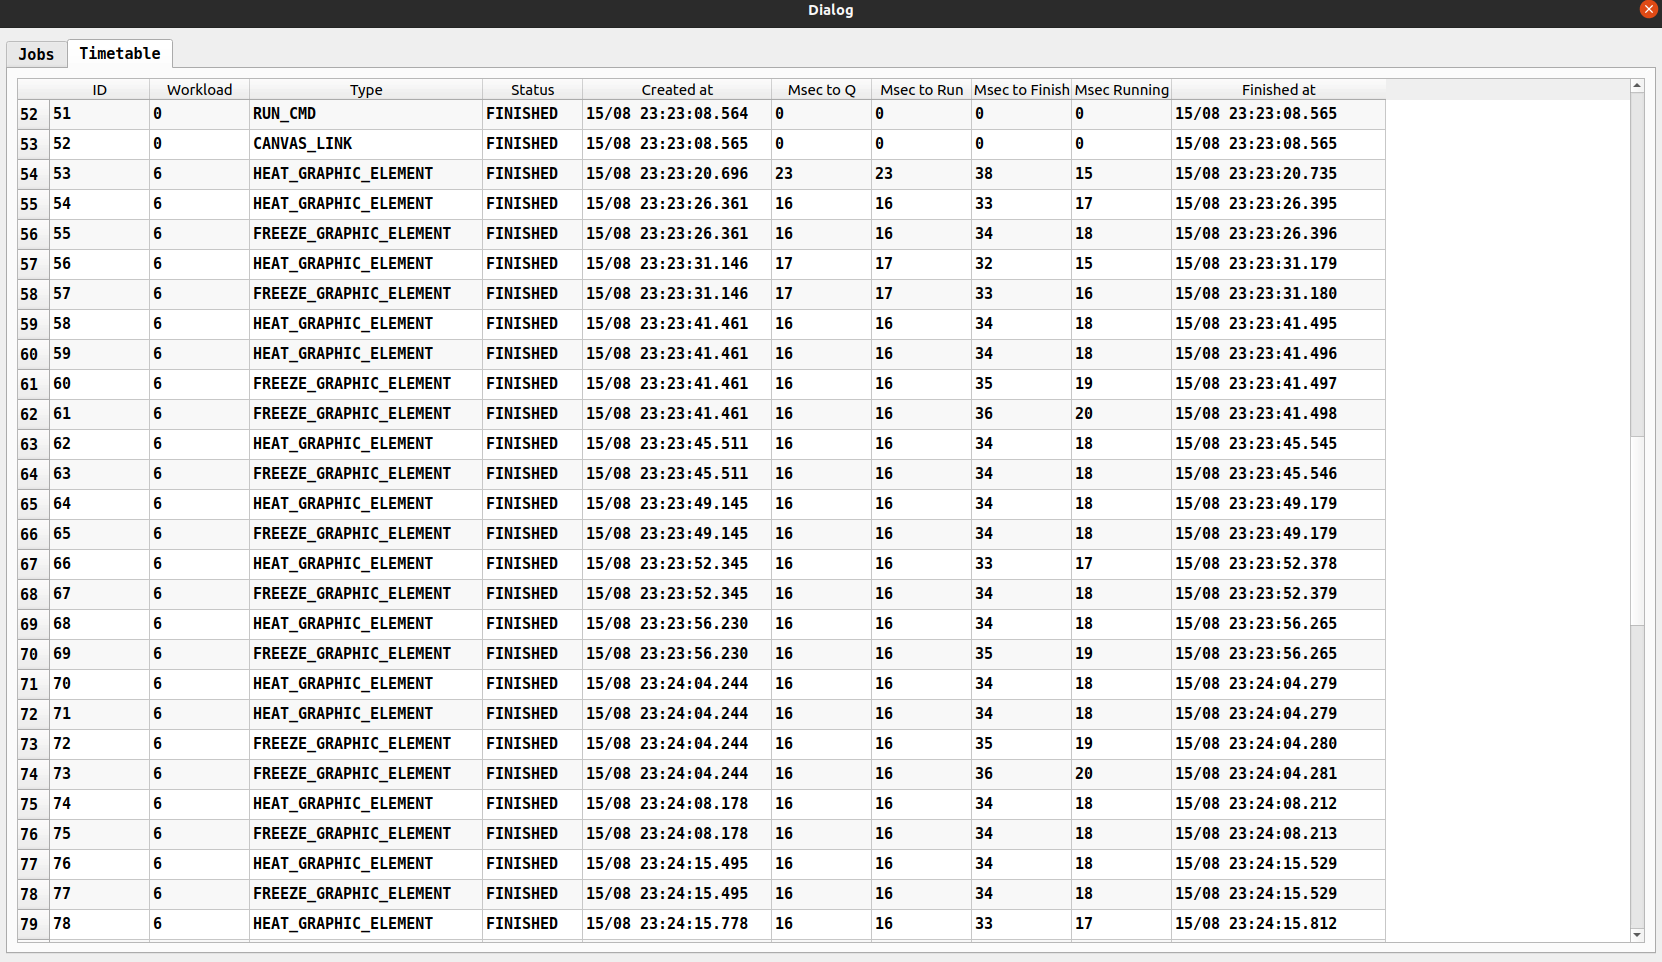 Dialog
Jobs Timetable
ID Workload Type Status Created at Msec to Q Msec to Run Msec to Finish Msec Running Finished at
52 51 0 RUN_CMD FINISHED 15/08 23:23:08.564 0 0 0 0 15/08 23:23:08.565
53 52 0 CANVAS_LINK FINISHED 15/08 23:23:08.565 0 0 0 0 15/08 23:23:08.565
54 53 6 HEAT_GRAPHIC_ELEMENT FINISHED 15/08 23:23:20.696 23 23 38 15 15/08 23:23:20.735
55 54 6 HEAT_GRAPHIC_ELEMENT FINISHED 15/08 23:23:26.361 16 16 33 17 15/08 23:23:26.395
56 55 6 FREEZE_GRAPHIC_ELEMENT FINISHED 15/08 23:23:26.361 16 16 34 18 15/08 23:23:26.396
57 56 6 HEAT_GRAPHIC_ELEMENT FINISHED 15/08 23:23:31.146 17 17 32 15 15/08 23:23:31.179
58 57 6 FREEZE_GRAPHIC_ELEMENT FINISHED 15/08 23:23:31.146 17 17 33 16 15/08 23:23:31.180
59 58 6 HEAT_GRAPHIC_ELEMENT FINISHED 15/08 23:23:41.461 16 16 34 18 15/08 23:23:41.495
60 59 6 HEAT_GRAPHIC_ELEMENT FINISHED 15/08 23:23:41.461 16 16 34 18 15/08 23:23:41.496
61 60 6 FREEZE_GRAPHIC_ELEMENT FINISHED 15/08 23:23:41.461 16 16 35 19 15/08 23:23:41.497
62 61 6 FREEZE_GRAPHIC_ELEMENT FINISHED 15/08 23:23:41.461 16 16 36 20 15/08 23:23:41.498
63 62 6 HEAT_GRAPHIC_ELEMENT FINISHED 15/08 23:23:45.511 16 16 34 18 15/08 23:23:45.545
64 63 6 FREEZE_GRAPHIC_ELEMENT FINISHED 15/08 23:23:45.511 16 16 34 18 15/08 23:23:45.546
65 64 6 HEAT_GRAPHIC_ELEMENT FINISHED 15/08 23:23:49.145 16 16 34 18 15/08 23:23:49.179
66 65 6 FREEZE_GRAPHIC_ELEMENT FINISHED 15/08 23:23:49.145 16 16 34 18 15/08 23:23:49.179
67 66 6 HEAT_GRAPHIC_ELEMENT FINISHED 15/08 23:23:52.345 16 16 33 17 15/08 23:23:52.378
68 67 6 FREEZE_GRAPHIC_ELEMENT FINISHED 15/08 23:23:52.345 16 16 34 18 15/08 23:23:52.379
69 68 6 HEAT_GRAPHIC_ELEMENT FINISHED 15/08 23:23:56.230 16 16 34 18 15/08 23:23:56.265
70 69 6 FREEZE_GRAPHIC_ELEMENT FINISHED 15/08 23:23:56.230 16 16 35 19 15/08 23:23:56.265
71 70 6 HEAT_GRAPHIC_ELEMENT FINISHED 15/08 23:24:04.244 16 16 34 18 15/08 23:24:04.279
72 71 6 HEAT_GRAPHIC_ELEMENT FINISHED 15/08 23:24:04.244 16 16 34 18 15/08 23:24:04.279
73 72 6 FREEZE_GRAPHIC_ELEMENT FINISHED 15/08 23:24:04.244 16 16 35 19 15/08 23:24:04.280
74 73 6 FREEZE_GRAPHIC_ELEMENT FINISHED 15/08 23:24:04.244 16 16 36 20 15/08 23:24:04.281
75 74 6 HEAT_GRAPHIC_ELEMENT FINISHED 15/08 23:24:08.178 16 16 34 18 15/08 23:24:08.212
76 75 6 FREEZE_GRAPHIC_ELEMENT FINISHED 15/08 23:24:08.178 16 16 34 18 15/08 23:24:08.213
77 76 6 HEAT_GRAPHIC_ELEMENT FINISHED 15/08 23:24:15.495 16 16 34 18 15/08 23:24:15.529
78 77 6 FREEZE_GRAPHIC_ELEMENT FINISHED 15/08 23:24:15.495 16 16 34 18 15/08 23:24:15.529
79 78 6 HEAT_GRAPHIC_ELEMENT FINISHED 15/08 23:24:15.778 16 16 33 17 15/08 23:24:15.812